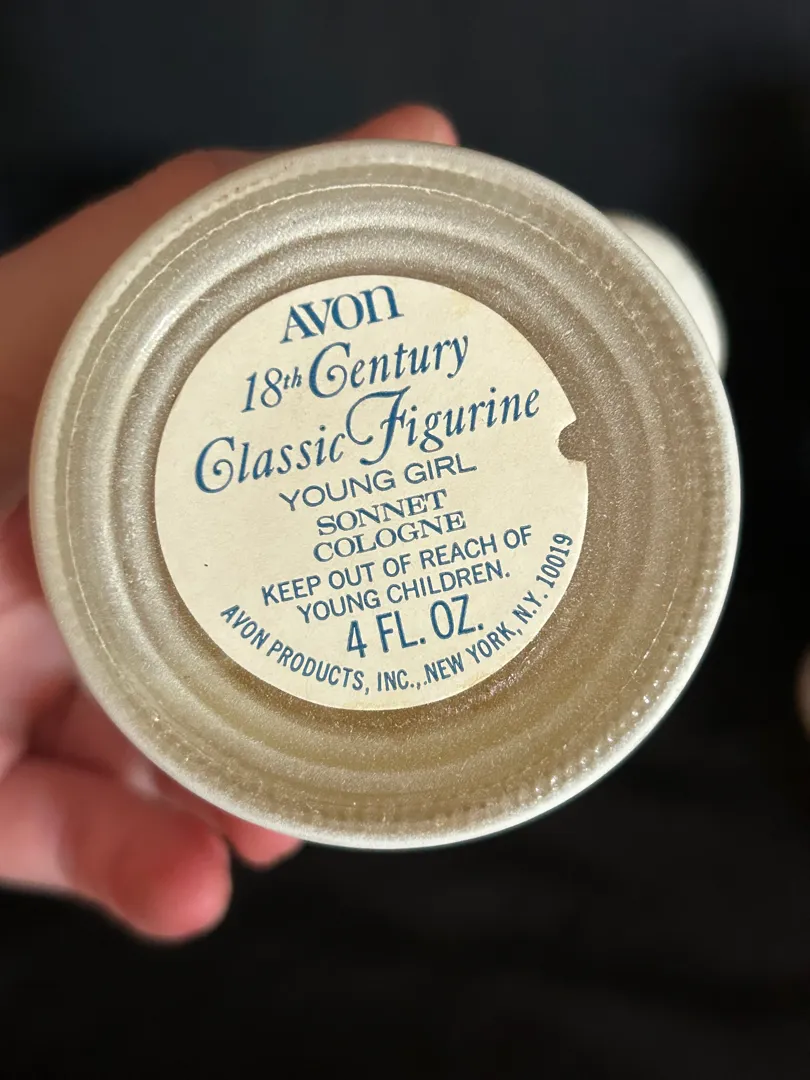 AVON
18th Century
Classic Figurine
YOUNG GIRL
SONNET
COLOGNE
KEEP OUT OF REACH OF
YOUNG CHILDREN.
4 FL. OZ.
AVON PRODUCTS, INC., NEW YORK, N.Y. 10019